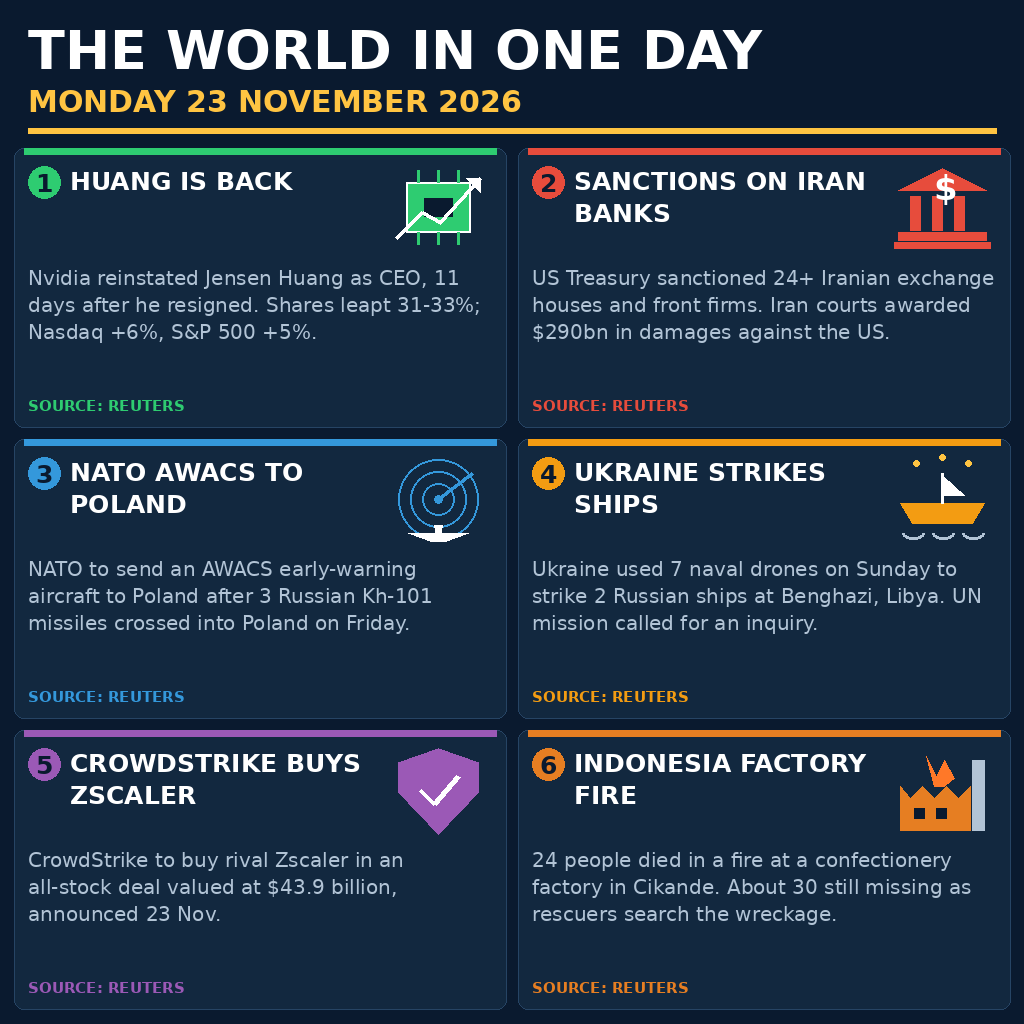 THE WORLD IN ONE DAY
MONDAY 23 NOVEMBER 2026
1 HUANG IS BACK
Nvidia reinstated Jensen Huang as CEO, 11
days after he resigned. Shares leapt 31-33%;
Nasdaq +6%, S&P 500 +5%.
SOURCE: REUTERS
2 SANCTIONS ON IRAN
BANKS
$
US Treasury sanctioned 24+ Iranian exchange
houses and front firms. Iran courts awarded
$290bn in damages against the US.
SOURCE: REUTERS
3 NATO AWACS TO
POLAND
NATO to send an AWACS early-warning
aircraft to Poland after 3 Russian Kh-101
missiles crossed into Poland on Friday.
SOURCE: REUTERS
4 UKRAINE STRIKES
SHIPS
Ukraine used 7 naval drones on Sunday to
strike 2 Russian ships at Benghazi, Libya. UN
mission called for an inquiry.
SOURCE: REUTERS
5 CROWDSTRIKE BUYS
ZSCALER
CrowdStrike to buy rival Zscaler in an
all-stock deal valued at $43.9 billion,
announced 23 Nov.
SOURCE: REUTERS
6 INDONESIA FACTORY
FIRE
24 people died in a fire at a confectionery
factory in Cikande. About 30 still missing as
rescuers search the wreckage.
SOURCE: REUTERS